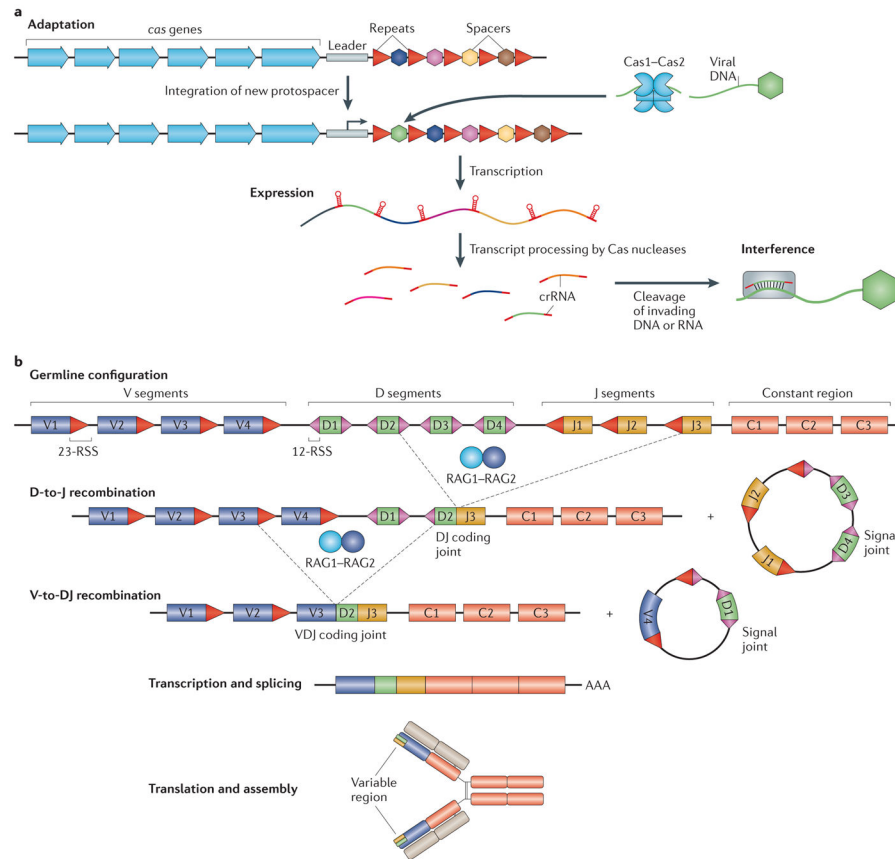 a
Adaptation
cas genes
Leader
Repeats
Spacers
Cas1–Cas2
Viral
DNA
Integration of new protospacer
Transcription
Expression
Transcript processing by Cas nucleases
Interference
crRNA
Cleavage
of invading
DNA or RNA
b
Germline configuration
V segments
D segments
J segments
Constant region
V1
V2
V3
V4
D1
D2
D3
D4
J1
J2
J3
C1
C2
C3
23-RSS
12-RSS
RAG1–RAG2
D-to-J recombination
V1
V2
V3
V4
D1
D2
J3
C1
C2
C3
+
J2
D3
D4
J1
Signal
joint
RAG1–RAG2
DJ coding
joint
V-to-DJ recombination
V1
V2
V3
D2
J3
C1
C2
C3
+
V4
D1
Signal
joint
VDJ coding joint
Transcription and splicing
AAA
Translation and assembly
Variable
region